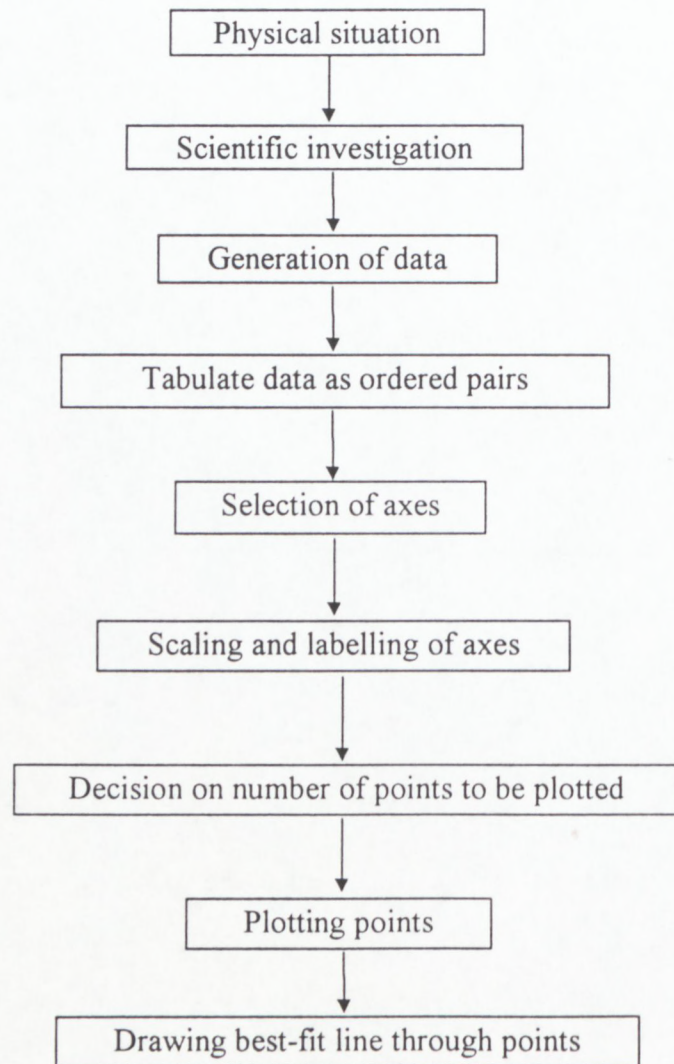 Physical situation
Scientific investigation
Generation of data
Tabulate data as ordered pairs
Selection of axes
Scaling and labelling of axes
Decision on number of points to be plotted
Plotting points
Drawing best-fit line through points